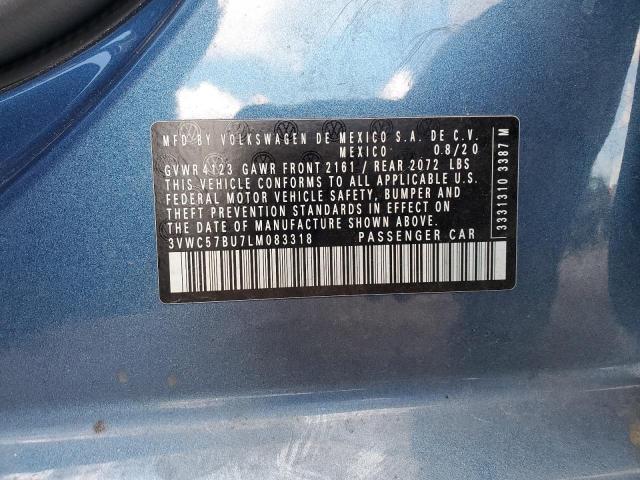 MFD BY VOLKSWAGEN DE MEXICO S.A. DE C.V.
MEXICO 08/20
GVWR 4123 GAWR FRONT 2161 / REAR 2072 LBS
THIS VEHICLE CONFORMS TO ALL APPLICABLE U.S.
FEDERAL MOTOR VEHICLE SAFETY, BUMPER AND
THEFT PREVENTION STANDARDS IN EFFECT ON
THE DATE OF MANUFACTURE SHOWN ABOVE.
3VWC57BU7LM083318 PASSENGER CAR
3331310 3387 M